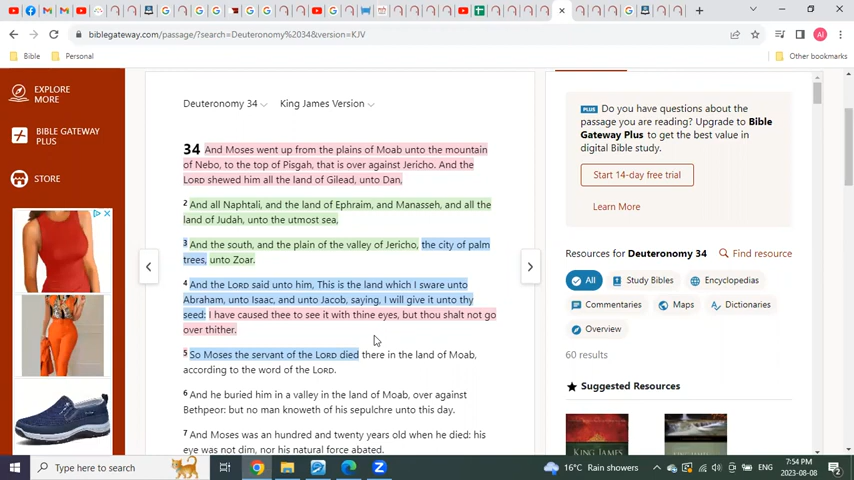 biblegateway.com/passage/?search=Deuteronomy%2034&version=KJV
Bible
Personal
Other bookmarks
EXPLORE
MORE
BIBLE GATEWAY
PLUS
STORE
Deuteronomy 34
King James Version
34 And Moses went up from the plains of Moab unto the mountain
of Nebo, to the top of Pisgah, that is over against Jericho. And the
LORD shewed him all the land of Gilead, unto Dan,
2 And all Naphtali, and the land of Ephraim, and Manasseh, and all the
land of Judah, unto the utmost sea,
3 And the south, and the plain of the valley of Jericho, the city of palm
trees, unto Zoar.
4 And the LORD said unto him, This is the land which I sware unto
Abraham, unto Isaac, and unto Jacob, saying, I will give it unto thy
seed: I have caused thee to see it with thine eyes, but thou shalt not go
over thither.
5 So Moses the servant of the LORD died there in the land of Moab,
according to the word of the LORD.
6 And he buried him in a valley in the land of Moab, over against
Bethpeor: but no man knoweth of his sepulchre unto this day.
7 And Moses was an hundred and twenty years old when he died: his
eye was not dim, nor his natural force abated.
PLUS Do you have questions about the
passage you are reading? Upgrade to Bible
Gateway Plus to get the best value in
digital Bible study.
Start 14-day free trial
Learn More
Resources for Deuteronomy 34
Find resource
All
Study Bibles
Encyclopedias
Commentaries
Maps
Dictionaries
Overview
60 results
Suggested Resources
KING JAMES
Type here to search
16°C Rain showers
ENG
7:54 PM
2023-08-08
2